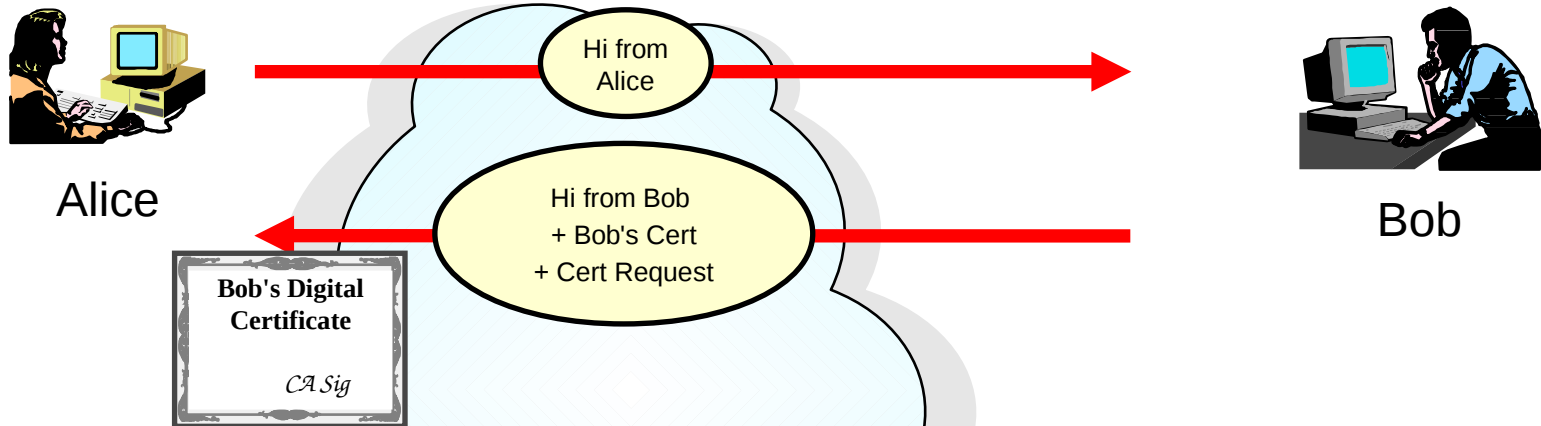 Hi from
Alice
Alice
Hi from Bob
+ Bob's Cert
+ Cert Request
Bob
Bob's Digital
Certificate
CA Sig